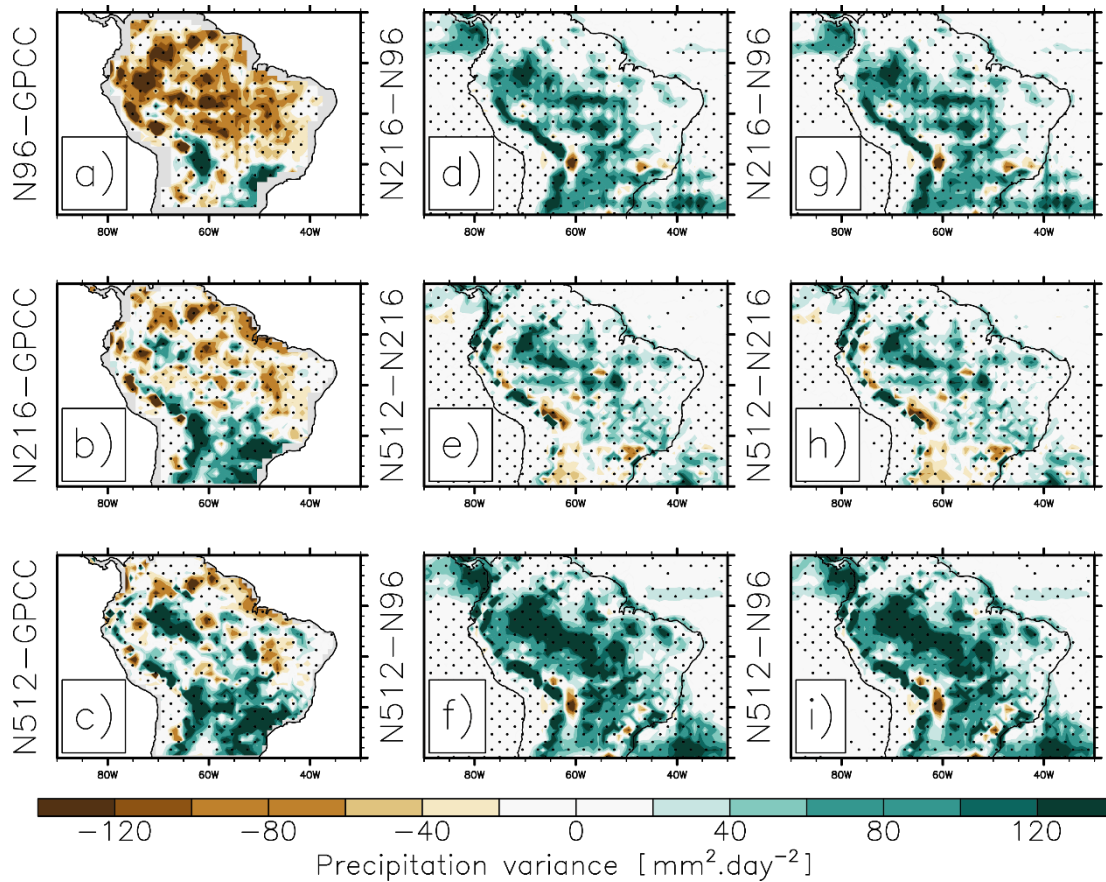 N96-GPCC
a)
80W 60W 40W
N216-N96
d)
80W 60W 40W
N216-N96
g)
80W 60W 40W
N216-GPCC
b)
80W 60W 40W
N512-N216
e)
80W 60W 40W
N512-N216
h)
80W 60W 40W
N512-GPCC
c)
80W 60W 40W
N512-N96
f)
80W 60W 40W
N512-N96
i)
80W 60W 40W
−120 −80 −40 0 40 80 120
Precipitation variance [mm².day⁻²]